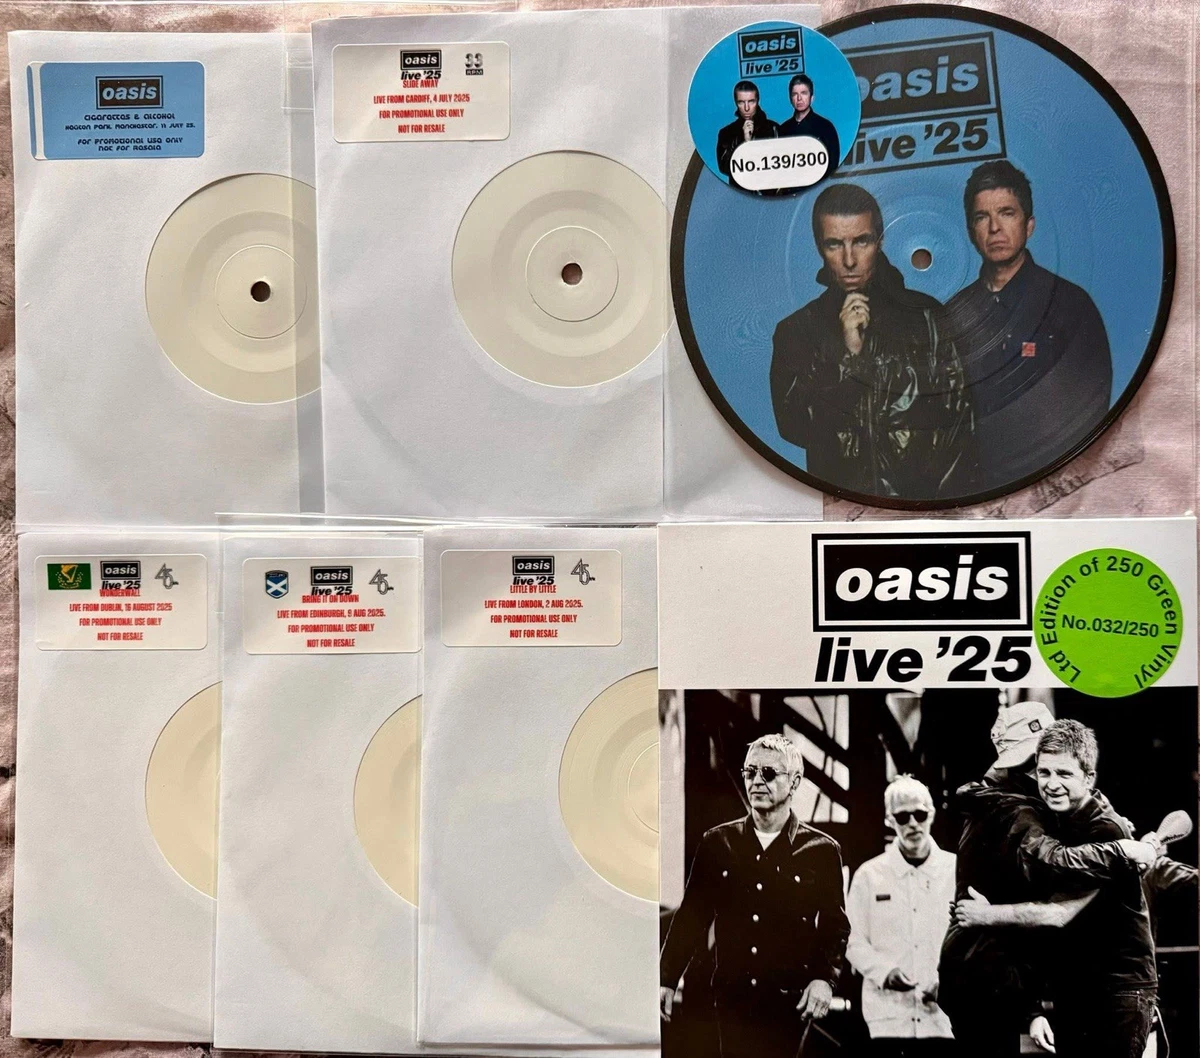 oasis
Cigarettes & Alcohol
Heaton Park, Manchester. 11 July 25.
For Promotional Use Only
Not For Resale
oasis
live '25
33
RPM
SLIDE AWAY
LIVE FROM CARDIFF, 4 JULY 2025
FOR PROMOTIONAL USE ONLY
NOT FOR RESALE
oasis
live '25
No.139/300
oasis
live '25
oasis
live '25
45
WONDERWALL
LIVE FROM DUBLIN, 16 AUGUST 2025
FOR PROMOTIONAL USE ONLY
NOT FOR RESALE
oasis
live '25
45
BRING IT ON DOWN
LIVE FROM EDINBURGH, 9 AUG 2025.
FOR PROMOTIONAL USE ONLY
NOT FOR RESALE
oasis
live '25
45
LITTLE BY LITTLE
LIVE FROM LONDON, 2 AUG 2025.
FOR PROMOTIONAL USE ONLY
NOT FOR RESALE
oasis
live '25
Ltd Edition of 250 Green Vinyl
No.032/250